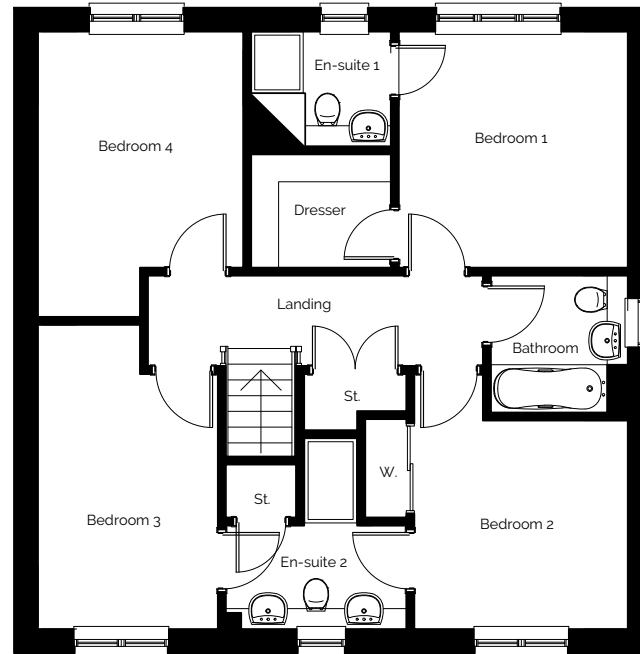 En-suite 1
Bedroom 4
Bedroom 1
Dresser
Landing
Bathroom
St.
W.
St.
Bedroom 3
Bedroom 2
En-suite 2